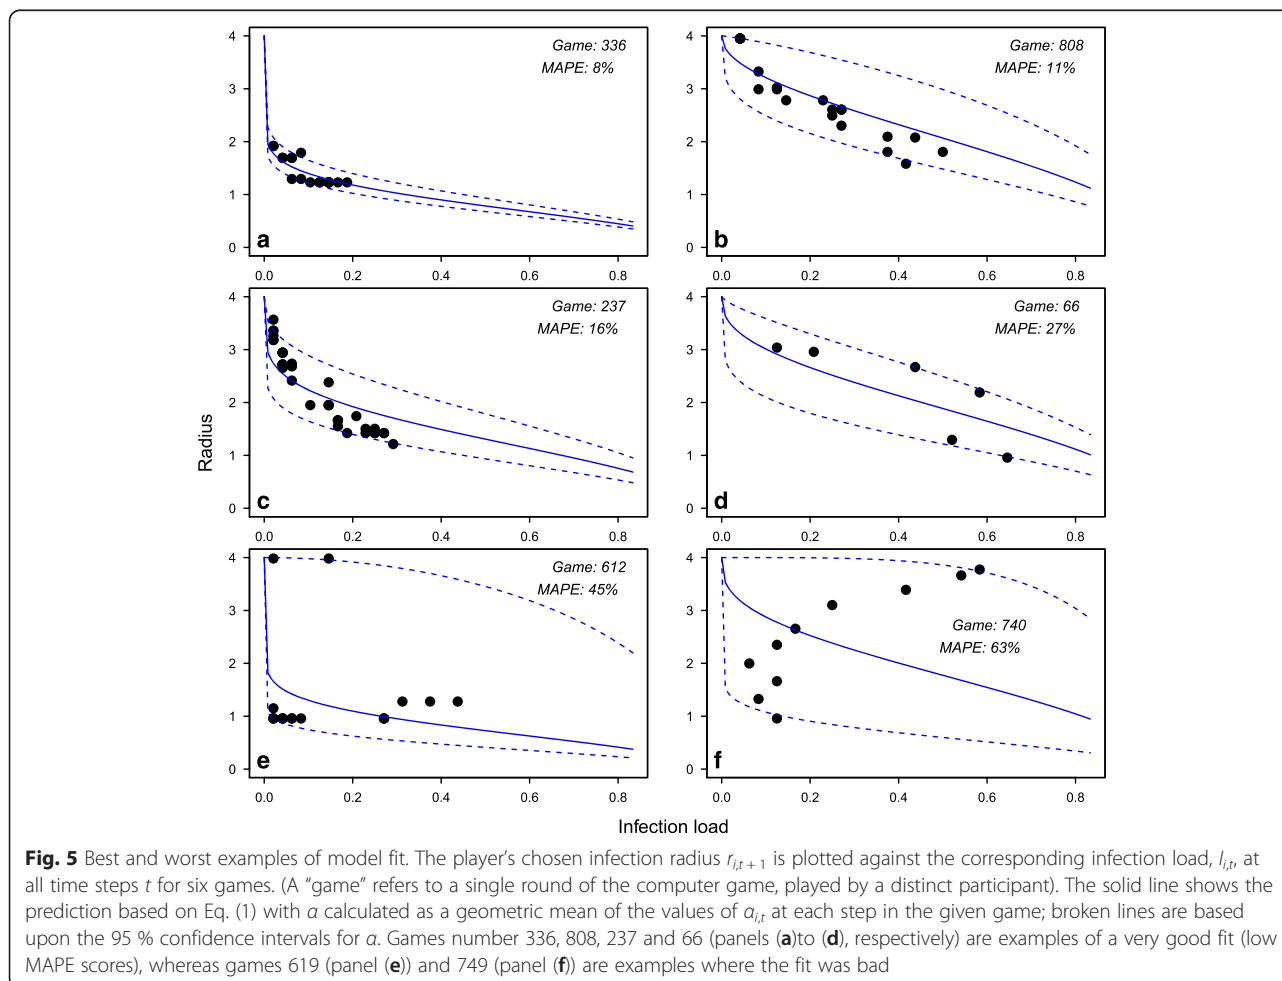 Game: 336
MAPE: 8%
4
3
2
1
0
a
0.0 0.2 0.4 0.6 0.8
Game: 808
MAPE: 11%
4
3
2
1
0
b
0.0 0.2 0.4 0.6 0.8
Game: 237
MAPE: 16%
4
3
2
1
0
c
0.0 0.2 0.4 0.6 0.8
Game: 66
MAPE: 27%
4
3
2
1
0
d
0.0 0.2 0.4 0.6 0.8
Radius
Game: 612
MAPE: 45%
4
3
2
1
0
e
0.0 0.2 0.4 0.6 0.8
Game: 740
MAPE: 63%
4
3
2
1
0
f
0.0 0.2 0.4 0.6 0.8
Infection load
Fig. 5 Best and worst examples of model fit. The player's chosen infection radius r_{i,t + 1} is plotted against the corresponding infection load, I_{i,t}, at
all time steps t for six games. (A “game” refers to a single round of the computer game, played by a distinct participant). The solid line shows the
prediction based on Eq. (1) with α calculated as a geometric mean of the values of α_{i,t} at each step in the given game; broken lines are based
upon the 95 % confidence intervals for α. Games number 336, 808, 237 and 66 (panels (a)to (d), respectively) are examples of a very good fit (low
MAPE scores), whereas games 619 (panel (e)) and 749 (panel (f)) are examples where the fit was bad